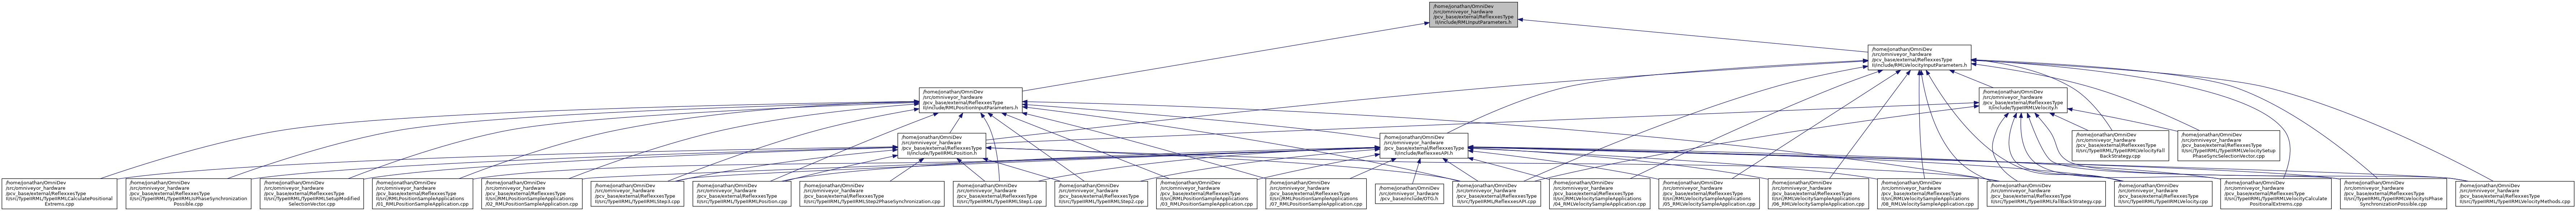 /home/jonathan/OmniDev
/src/omniveyor_hardware
/pcv_base/external/ReflexxesType
II/include/RMLInputParameters.h
/home/jonathan/OmniDev
/src/omniveyor_hardware
/pcv_base/external/ReflexxesType
II/include/RMLVelocityInputParameters.h
/home/jonathan/OmniDev
/src/omniveyor_hardware
/pcv_base/external/ReflexxesType
II/include/RMLPositionInputParameters.h
/home/jonathan/OmniDev
/src/omniveyor_hardware
/pcv_base/external/ReflexxesType
II/include/TypeIIRMLVelocity.h
/home/jonathan/OmniDev
/src/omniveyor_hardware
/pcv_base/external/ReflexxesType
II/include/TypeIIRMLPosition.h
/home/jonathan/OmniDev
/src/omniveyor_hardware
/pcv_base/external/ReflexxesType
II/include/ReflexxesAPI.h
/home/jonathan/OmniDev
/src/omniveyor_hardware
/pcv_base/external/ReflexxesType
II/src/TypeIIRML/TypeIIRMLVelocityFall
BackStrategy.cpp
/home/jonathan/OmniDev
/src/omniveyor_hardware
/pcv_base/external/ReflexxesType
II/src/TypeIIRML/TypeIIRMLVelocitySetup
PhaseSyncSelectionVector.cpp
/home/jonathan/OmniDev
/src/omniveyor_hardware
/pcv_base/external/ReflexxesType
II/src/TypeIIRML/TypeIIRMLCalculatePositional
Extrems.cpp
/home/jonathan/OmniDev
/src/omniveyor_hardware
/pcv_base/external/ReflexxesType
II/src/TypeIIRML/TypeIIRMLIsPhaseSynchronization
Possible.cpp
/home/jonathan/OmniDev
/src/omniveyor_hardware
/pcv_base/external/ReflexxesType
II/src/TypeIIRML/TypeIIRMLSetupModified
SelectionVector.cpp
/home/jonathan/OmniDev
/src/omniveyor_hardware
/pcv_base/external/ReflexxesType
II/src/RMLPositionSampleApplications
/01_RMLPositionSampleApplication.cpp
/home/jonathan/OmniDev
/src/omniveyor_hardware
/pcv_base/external/ReflexxesType
II/src/RMLPositionSampleApplications
/02_RMLPositionSampleApplication.cpp
/home/jonathan/OmniDev
/src/omniveyor_hardware
/pcv_base/external/ReflexxesType
II/src/TypeIIRML/TypeIIRMLStep3.cpp
/home/jonathan/OmniDev
/src/omniveyor_hardware
/pcv_base/external/ReflexxesType
II/src/TypeIIRML/TypeIIRMLPosition.cpp
/home/jonathan/OmniDev
/src/omniveyor_hardware
/pcv_base/external/ReflexxesType
II/src/TypeIIRML/TypeIIRMLStep2PhaseSynchronization.cpp
/home/jonathan/OmniDev
/src/omniveyor_hardware
/pcv_base/external/ReflexxesType
II/src/TypeIIRML/TypeIIRMLStep1.cpp
/home/jonathan/OmniDev
/src/omniveyor_hardware
/pcv_base/external/ReflexxesType
II/src/TypeIIRML/TypeIIRMLStep2.cpp
/home/jonathan/OmniDev
/src/omniveyor_hardware
/pcv_base/external/ReflexxesType
II/src/RMLPositionSampleApplications
/03_RMLPositionSampleApplication.cpp
/home/jonathan/OmniDev
/src/omniveyor_hardware
/pcv_base/external/ReflexxesType
II/src/RMLPositionSampleApplications
/07_RMLPositionSampleApplication.cpp
/home/jonathan/OmniDev
/src/omniveyor_hardware
/pcv_base/include/OTG.h
/home/jonathan/OmniDev
/src/omniveyor_hardware
/pcv_base/external/ReflexxesType
II/src/TypeIIRML/ReflexxesAPI.cpp
/home/jonathan/OmniDev
/src/omniveyor_hardware
/pcv_base/external/ReflexxesType
II/src/RMLVelocitySampleApplications
/04_RMLVelocitySampleApplication.cpp
/home/jonathan/OmniDev
/src/omniveyor_hardware
/pcv_base/external/ReflexxesType
II/src/RMLVelocitySampleApplications
/05_RMLVelocitySampleApplication.cpp
/home/jonathan/OmniDev
/src/omniveyor_hardware
/pcv_base/external/ReflexxesType
II/src/RMLVelocitySampleApplications
/06_RMLVelocitySampleApplication.cpp
/home/jonathan/OmniDev
/src/omniveyor_hardware
/pcv_base/external/ReflexxesType
II/src/RMLVelocitySampleApplications
/08_RMLVelocitySampleApplication.cpp
/home/jonathan/OmniDev
/src/omniveyor_hardware
/pcv_base/external/ReflexxesType
II/src/TypeIIRML/TypeIIRMLFallBackStrategy.cpp
/home/jonathan/OmniDev
/src/omniveyor_hardware
/pcv_base/external/ReflexxesType
II/src/TypeIIRML/TypeIIRMLVelocity.cpp
/home/jonathan/OmniDev
/src/omniveyor_hardware
/pcv_base/external/ReflexxesType
II/src/TypeIIRML/TypeIIRMLVelocityCalculate
PositionalExtrems.cpp
/home/jonathan/OmniDev
/src/omniveyor_hardware
/pcv_base/external/ReflexxesType
II/src/TypeIIRML/TypeIIRMLVelocityIsPhase
SynchronizationPossible.cpp
/home/jonathan/OmniDev
/src/omniveyor_hardware
/pcv_base/external/ReflexxesType
II/src/TypeIIRML/TypeIIRMLVelocityMethods.cpp